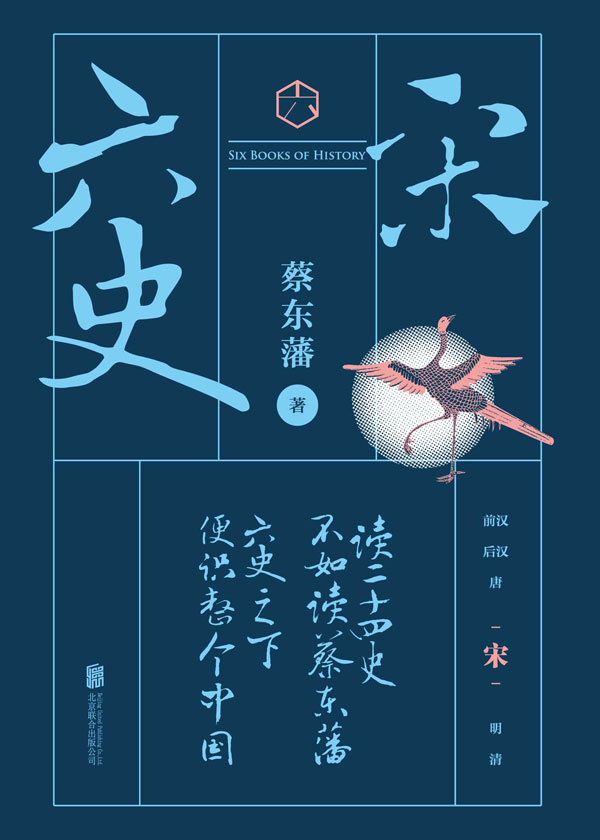 宋
六史
SIX BOOKS OF HISTORY
蔡东藩
著
读二十四史
不如读蔡东藩
六史之下
便识整个中国
前汉
后汉
唐
宋
明
清
北京联合出版公司